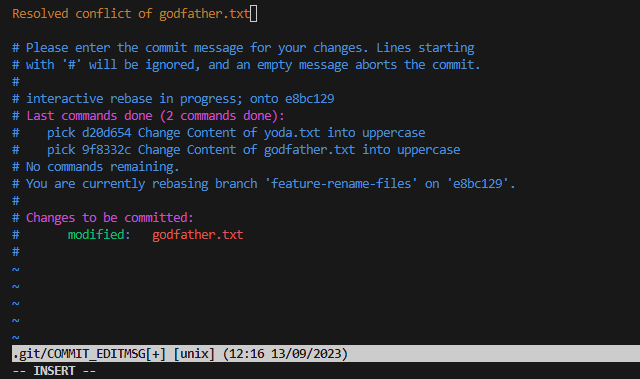 Resolved conflict of godfather.txt
# Please enter the commit message for your changes. Lines starting
# with '#' will be ignored, and an empty message aborts the commit.
#
# interactive rebase in progress; onto e8bc129
# Last commands done (2 commands done):
#    pick d20d654 Change Content of yoda.txt into uppercase
#    pick 9f8332c Change Content of godfather.txt into uppercase
# No commands remaining.
# You are currently rebasing branch 'feature-rename-files' on 'e8bc129'.
#
# Changes to be committed:
#       modified:   godfather.txt
#
~
~
~
~
~
.git/COMMIT_EDITMSG[+] [unix] (12:16 13/09/2023)
-- INSERT --